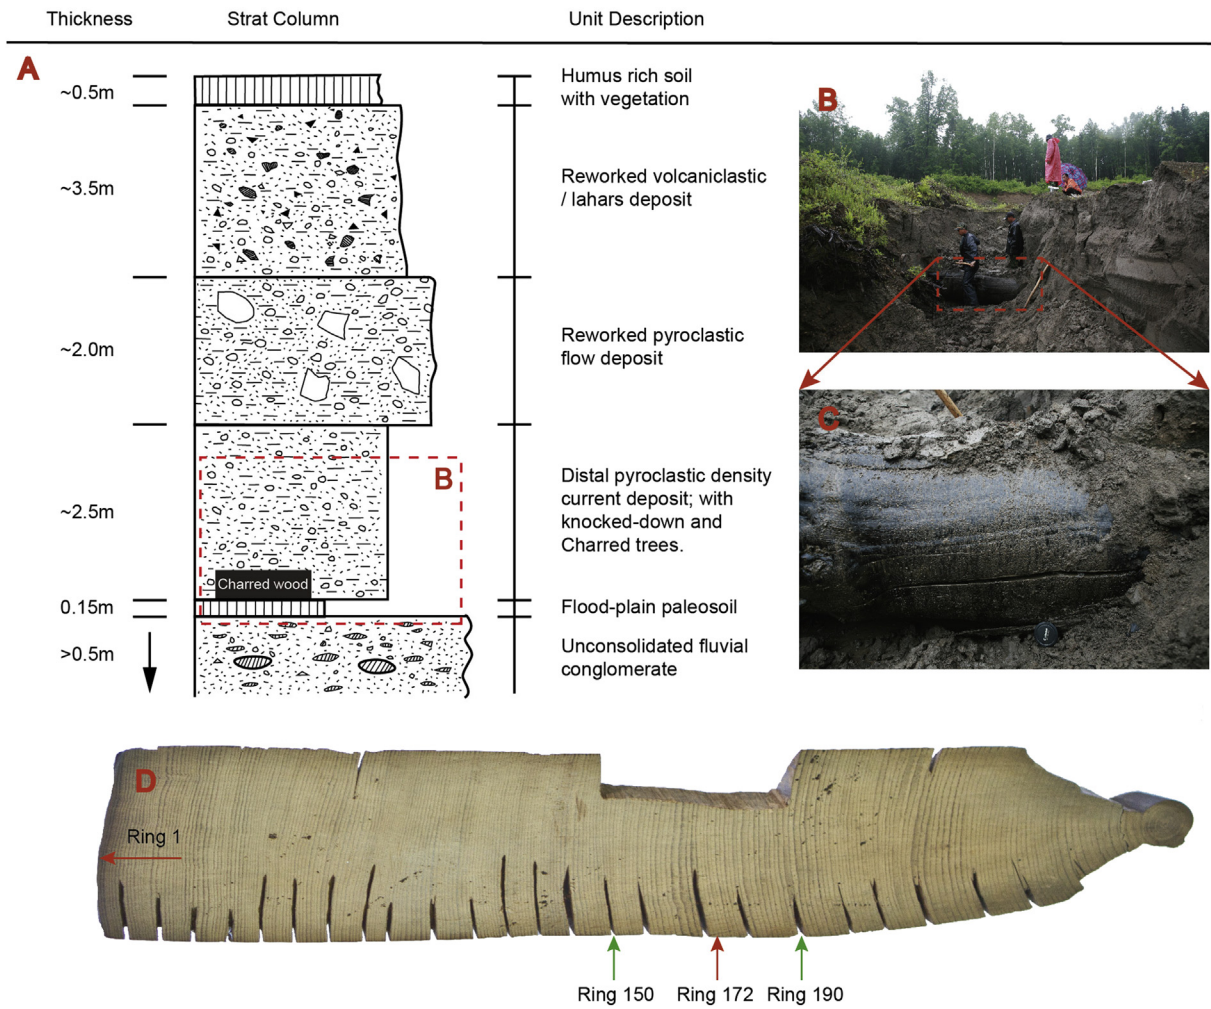 Thickness
Strat Column
Unit Description
A
~0.5m
Humus rich soil
with vegetation
~3.5m
Reworked volcaniclastic
/ lahars deposit
~2.0m
Reworked pyroclastic
flow deposit
~2.5m
B
Charred wood
Distal pyroclastic density
current deposit; with
knocked-down and
Charred trees.
0.15m
Flood-plain paleosoil
>0.5m
Unconsolidated fluvial
conglomerate
B
C
D
Ring 1
Ring 150
Ring 172
Ring 190